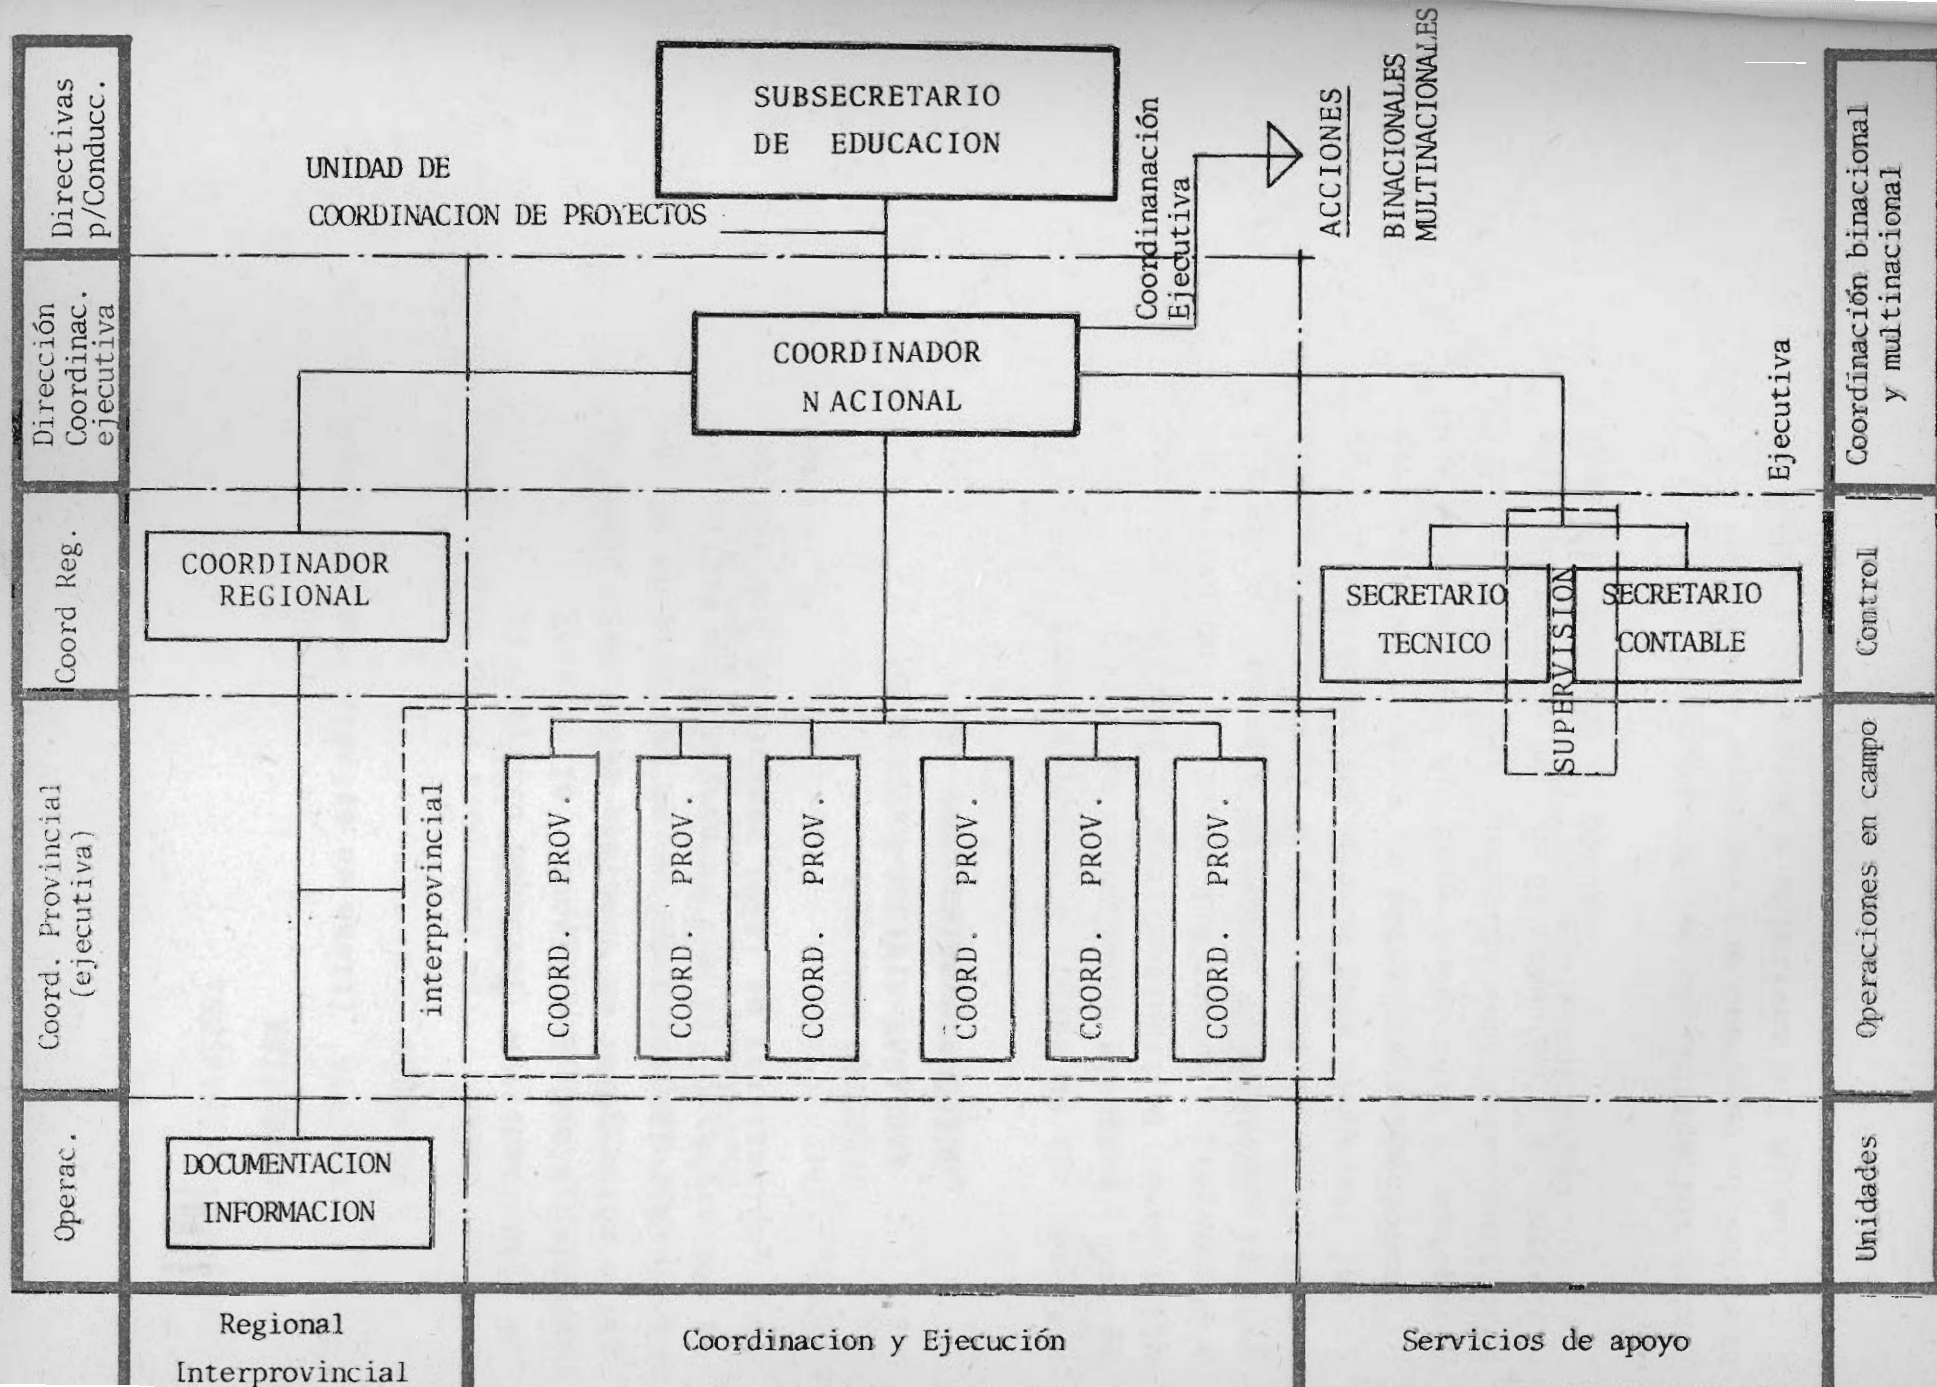 Directivas
p/Conducc.
Dirección
Coordinac.
ejecutiva
Coord Reg.
Coord. Provincial
(ejecutiva)
Operac.
SUBSECRETARIO
DE EDUCACION
UNIDAD DE
COORDINACION DE PROYECTOS
Coordinanación
Ejecutiva
ACCIONES
BINACIONALES
MULTINACIONALES
COORDINADOR
N ACIONAL
Ejecutiva
COORDINADOR
REGIONAL
SECRETARIO
TECNICO
SUPERVISION
SECRETARIO
CONTABLE
interprovincial
COORD. PROV.
COORD. PROV.
COORD. PROV.
COORD. PROV.
COORD. PROV.
COORD. PROV.
DOCUMENTACION
INFORMACION
Coordinación binacional
y multinacional
Control
Operaciones en campo
Unidades
Regional
Interprovincial
Coordinacion y Ejecución
Servicios de apoyo